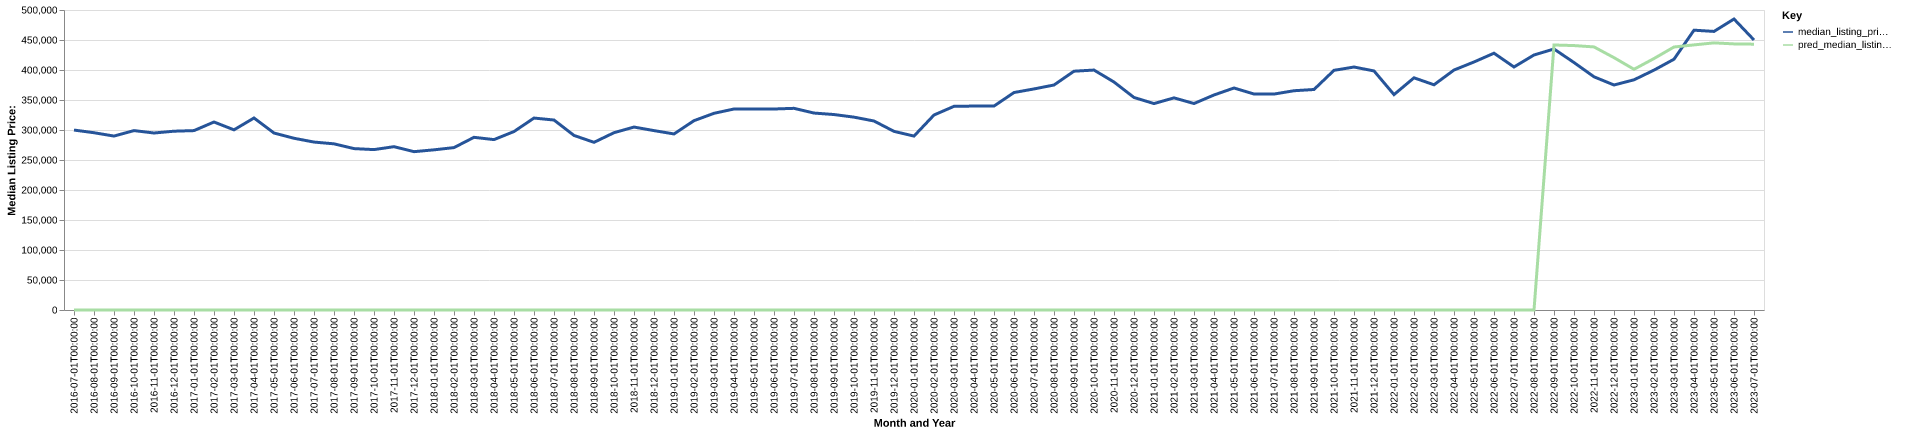 500,000
450,000
400,000
350,000
300,000
250,000
200,000
150,000
100,000
50,000
0
Median Listing Price:
2016-07-01T00:00:00
2016-08-01T00:00:00
2016-09-01T00:00:00
2016-10-01T00:00:00
2016-11-01T00:00:00
2016-12-01T00:00:00
2017-01-01T00:00:00
2017-02-01T00:00:00
2017-03-01T00:00:00
2017-04-01T00:00:00
2017-05-01T00:00:00
2017-06-01T00:00:00
2017-07-01T00:00:00
2017-08-01T00:00:00
2017-09-01T00:00:00
2017-10-01T00:00:00
2017-11-01T00:00:00
2017-12-01T00:00:00
2018-01-01T00:00:00
2018-02-01T00:00:00
2018-03-01T00:00:00
2018-04-01T00:00:00
2018-05-01T00:00:00
2018-06-01T00:00:00
2018-07-01T00:00:00
2018-08-01T00:00:00
2018-09-01T00:00:00
2018-10-01T00:00:00
2018-11-01T00:00:00
2018-12-01T00:00:00
2019-01-01T00:00:00
2019-02-01T00:00:00
2019-03-01T00:00:00
2019-04-01T00:00:00
2019-05-01T00:00:00
2019-06-01T00:00:00
2019-07-01T00:00:00
2019-08-01T00:00:00
2019-09-01T00:00:00
2019-10-01T00:00:00
2019-11-01T00:00:00
2019-12-01T00:00:00
2020-01-01T00:00:00
2020-02-01T00:00:00
2020-03-01T00:00:00
2020-04-01T00:00:00
2020-05-01T00:00:00
2020-06-01T00:00:00
2020-07-01T00:00:00
2020-08-01T00:00:00
2020-09-01T00:00:00
2020-10-01T00:00:00
2020-11-01T00:00:00
2020-12-01T00:00:00
2021-01-01T00:00:00
2021-02-01T00:00:00
2021-03-01T00:00:00
2021-04-01T00:00:00
2021-05-01T00:00:00
2021-06-01T00:00:00
2021-07-01T00:00:00
2021-08-01T00:00:00
2021-09-01T00:00:00
2021-10-01T00:00:00
2021-11-01T00:00:00
2021-12-01T00:00:00
2022-01-01T00:00:00
2022-02-01T00:00:00
2022-03-01T00:00:00
2022-04-01T00:00:00
2022-05-01T00:00:00
2022-06-01T00:00:00
2022-07-01T00:00:00
2022-08-01T00:00:00
2022-09-01T00:00:00
2022-10-01T00:00:00
2022-11-01T00:00:00
2022-12-01T00:00:00
2023-01-01T00:00:00
2023-02-01T00:00:00
2023-03-01T00:00:00
2023-04-01T00:00:00
2023-05-01T00:00:00
2023-06-01T00:00:00
2023-07-01T00:00:00
Month and Year
Key
median_listing_pri…
pred_median_listin…